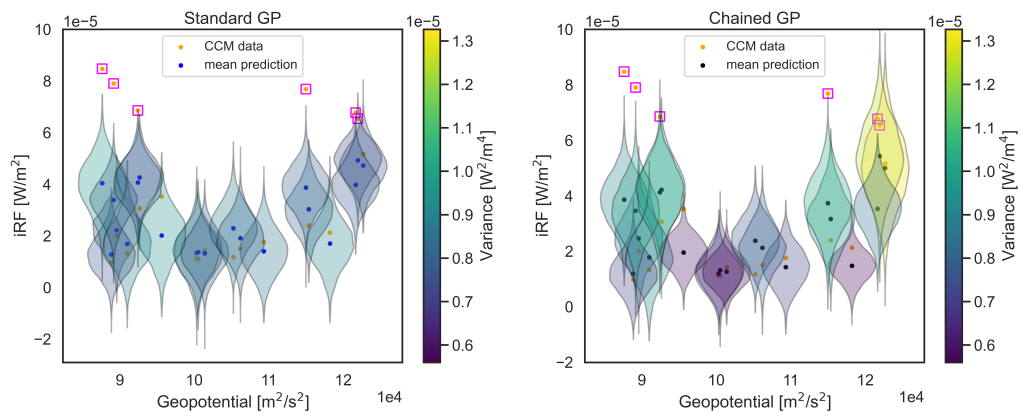 Standard GP
1e−5
CCM data
mean prediction
10
8
6
4
2
0
−2
iRF [W/m²]
9
10
11
12
1e4
Geopotential [m²/s²]
1e−5
1.3
1.2
1.1
1.0
0.9
0.8
0.7
0.6
Variance [W²/m⁴]
Chained GP
1e−5
CCM data
mean prediction
10
8
6
4
2
0
−2
iRF [W/m²]
9
10
11
12
1e4
Geopotential [m²/s²]
1e−5
1.3
1.2
1.1
1.0
0.9
0.8
0.7
0.6
Variance [W²/m⁴]